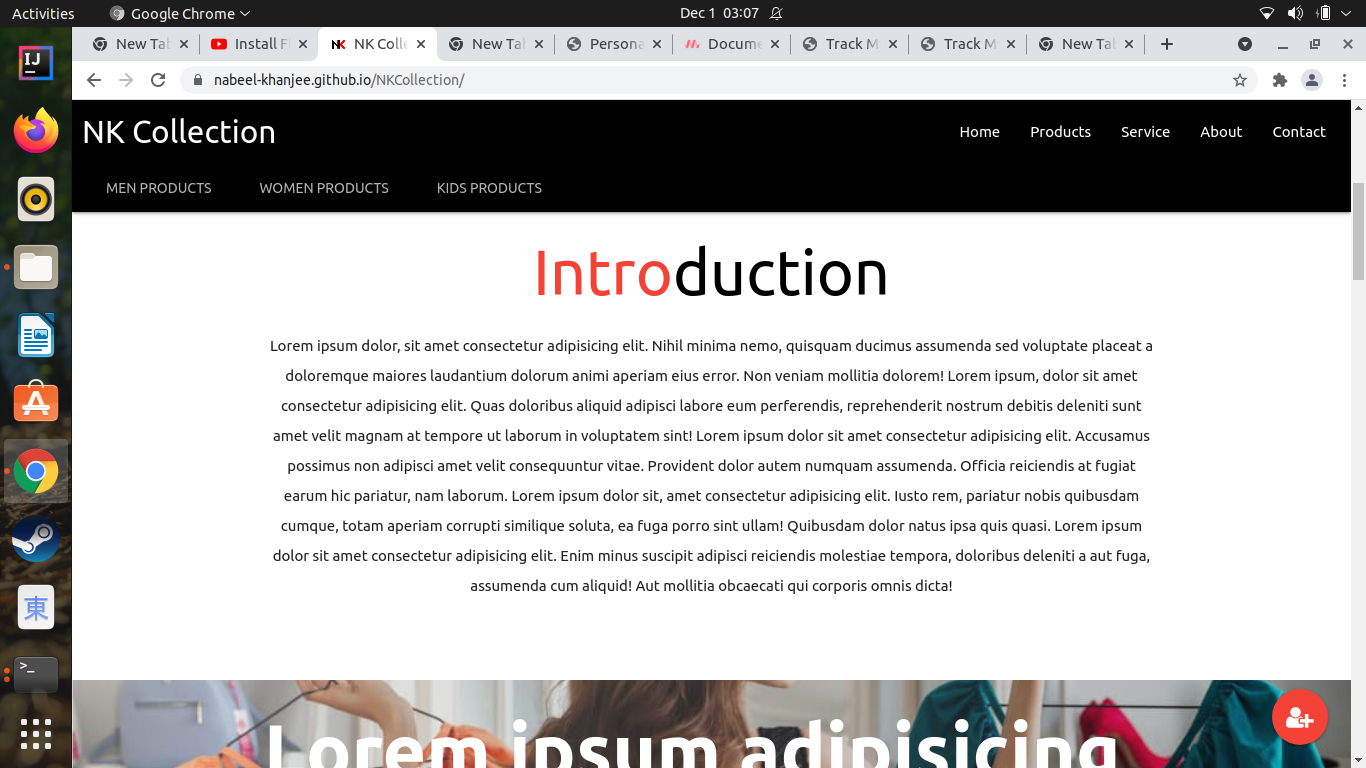 Activities
Google Chrome
Dec 1 03:07
New Tab
Install Fl
NK Colle
New Tab
Persona
Docume
Track M
Track M
New Tab
nabeel-khanjee.github.io/NKCollection/
NK Collection
Home
Products
Service
About
Contact
MEN PRODUCTS
WOMEN PRODUCTS
KIDS PRODUCTS
Introduction
Lorem ipsum dolor, sit amet consectetur adipisicing elit. Nihil minima nemo, quisquam ducimus assumenda sed voluptate placeat a
doloremque maiores laudantium dolorum animi aperiam eius error. Non veniam mollitia dolorem! Lorem ipsum, dolor sit amet
consectetur adipisicing elit. Quas doloribus aliquid adipisci labore eum perferendis, reprehenderit nostrum debitis deleniti sunt
amet velit magnam at tempore ut laborum in voluptatem sint! Lorem ipsum dolor sit amet consectetur adipisicing elit. Accusamus
possimus non adipisci amet velit consequuntur vitae. Provident dolor autem numquam assumenda. Officia reiciendis at fugiat
earum hic pariatur, nam laborum. Lorem ipsum dolor sit, amet consectetur adipisicing elit. Iusto rem, pariatur nobis quibusdam
cumque, totam aperiam corrupti similique soluta, ea fuga porro sint ullam! Quibusdam dolor natus ipsa quis quasi. Lorem ipsum
dolor sit amet consectetur adipisicing elit. Enim minus suscipit adipisci reiciendis molestiae tempora, doloribus deleniti a aut fuga,
assumenda cum aliquid! Aut mollitia obcaecati qui corporis omnis dicta!
Lorem ipsum adipisicing
IJ
東
>_